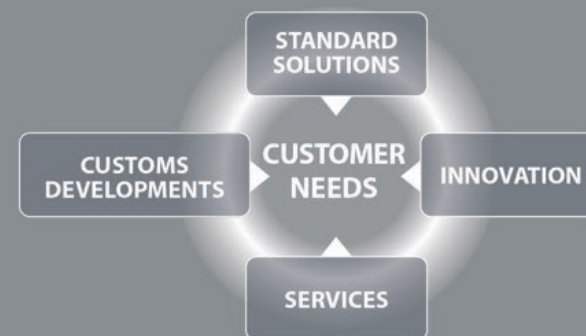 STANDARD
SOLUTIONS
CUSTOMS
DEVELOPMENTS
CUSTOMER
NEEDS
INNOVATION
SERVICES